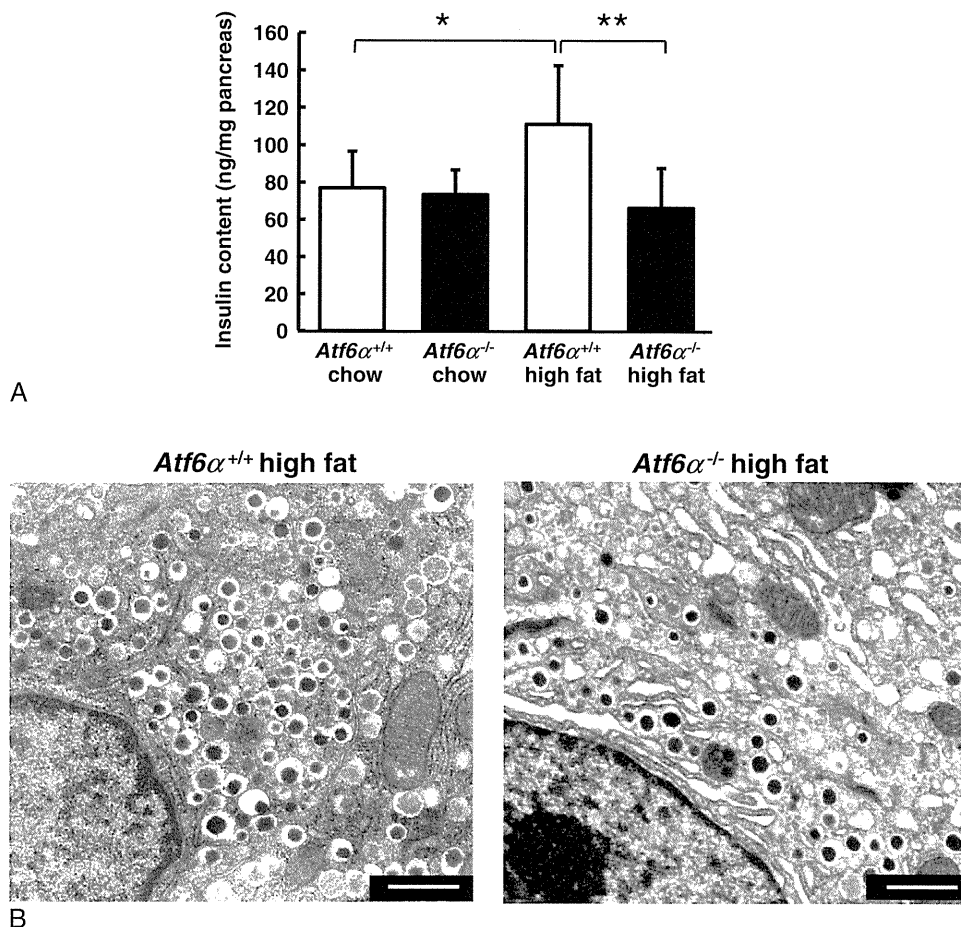 * **
160
140
120
100
80
60
40
20
0
Insulin content (ng/mg pancreas)
Atf6α+/+ Atf6α-/- Atf6α+/+ Atf6α-/-
chow chow high fat high fat
A
Atf6α+/+ high fat Atf6α-/- high fat
B